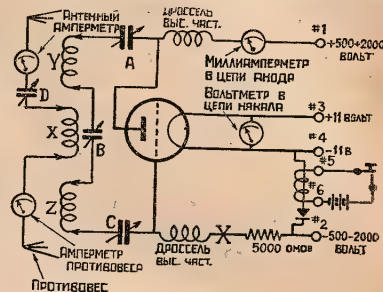 Антенный
амперметр
Y
D
X
B
Z
A
C
Амперметр
противовеса
Противовес
Дроссель
выс. част.
Миллиамперметр
в цепи анода
Вольтметр в
цепи накала
#1
+500+2000
вольт
#3
+11 вольт
#4
-11в
#5
#6
#2
-500-2000
вольт
Дроссель
выс. част.
X
5000 омов